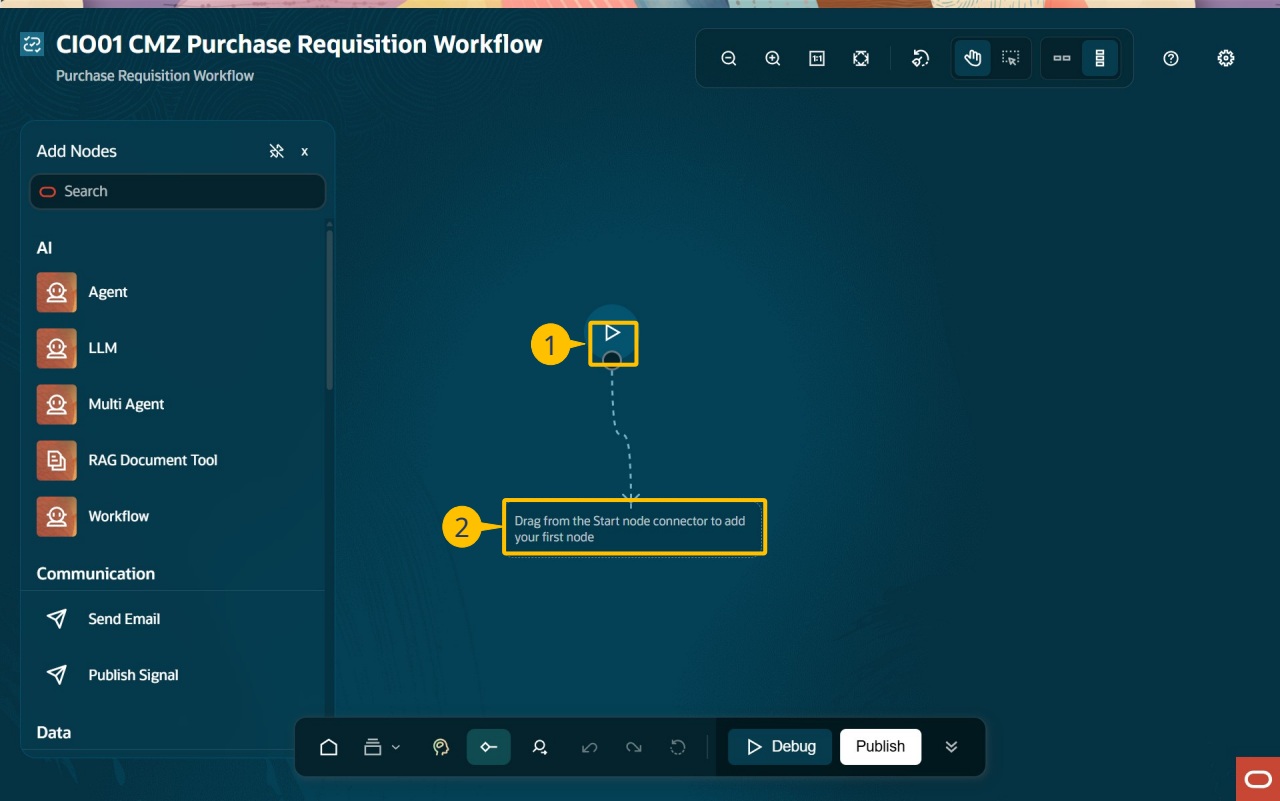 CIO01 CMZ Purchase Requisition Workflow
Purchase Requisition Workflow
1:1
Add Nodes
x
Search
AI
Agent
LLM
Multi Agent
RAG Document Tool
Workflow
Communication
Send Email
Publish Signal
Data
1
2
Drag from the Start node connector to add
your first node
Debug
Publish